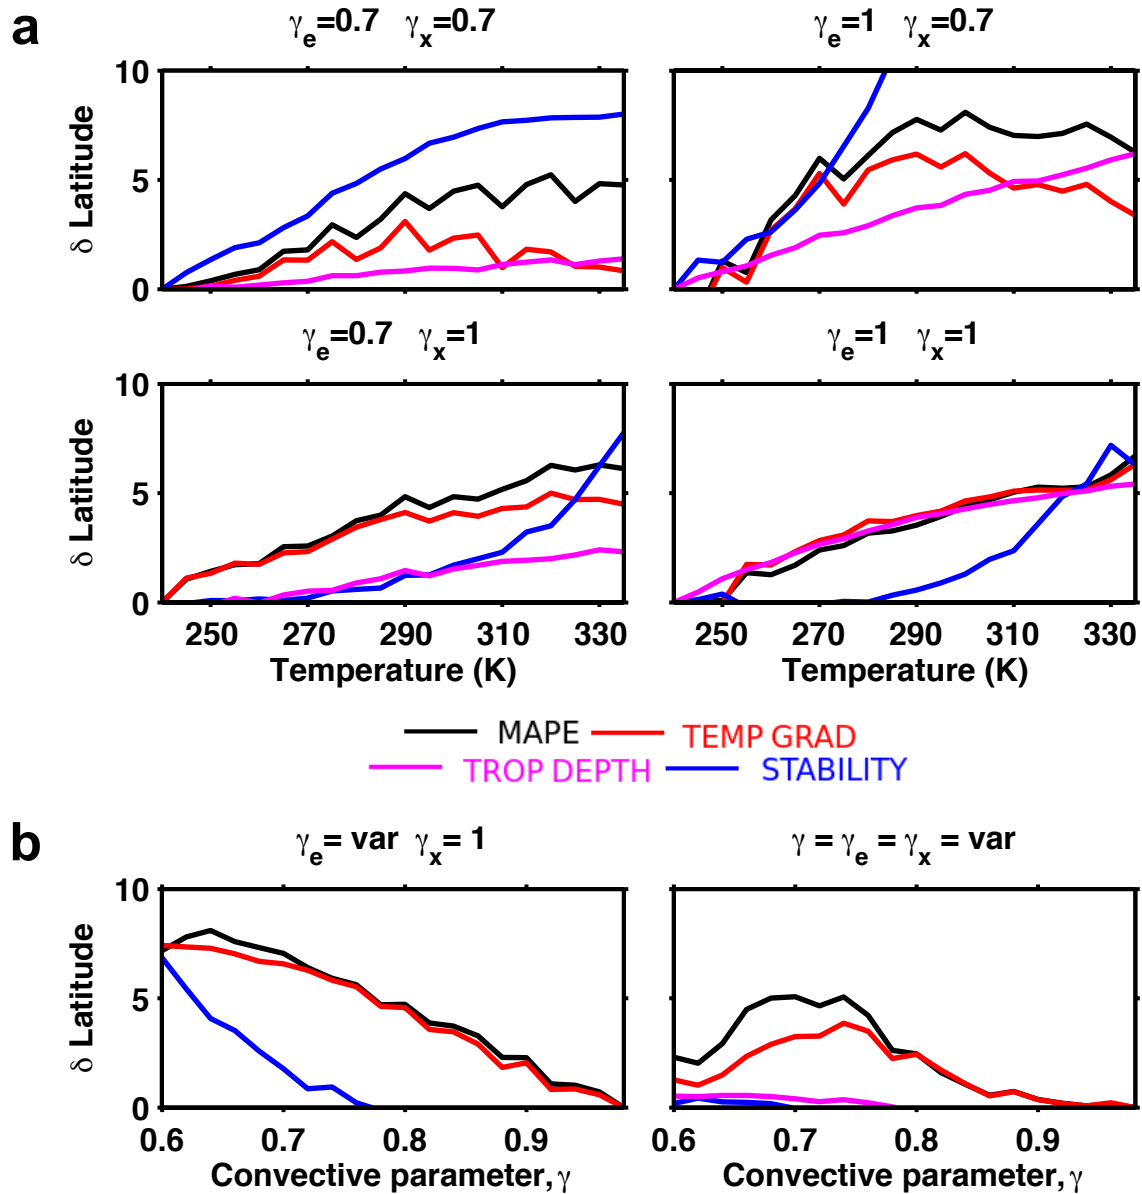 a
γe=0.7 γx=0.7
γe=1 γx=0.7
10
5
0
δ Latitude
γe=0.7 γx=1
γe=1 γx=1
10
5
0
δ Latitude
250 270 290 310 330
250 270 290 310 330
Temperature (K)
Temperature (K)
MAPE
TEMP GRAD
TROP DEPTH
STABILITY
b
γe= var γx= 1
γ = γe = γx = var
10
5
0
δ Latitude
0.6 0.7 0.8 0.9
0.6 0.7 0.8 0.9
Convective parameter, γ
Convective parameter, γ